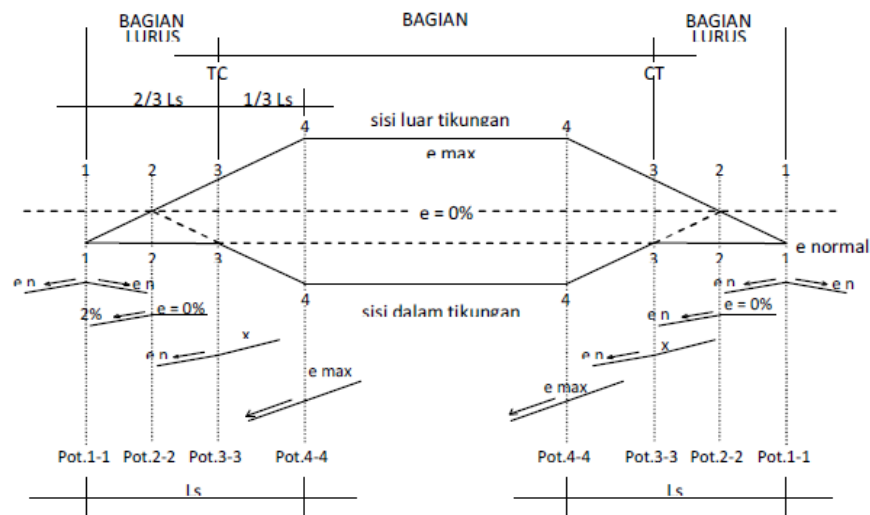 BAGIAN LURUS
BAGIAN
BAGIAN LURUS
TC
CT
2/3 Ls
1/3 Ls
4
sisi luar tikungan
4
e max
1
2
3
3
2
1
e = 0%
e normal
1
2
3
3
2
1
e n
e n
e n
e n
4
4
2%
e = 0%
sisi dalam tikungan
e n
e = 0%
x
e n
x
e n
e max
e max
Pot.1-1
Pot.2-2
Pot.3-3
Pot.4-4
Pot.4-4
Pot.3-3
Pot.2-2
Pot.1-1
Ls
Ls